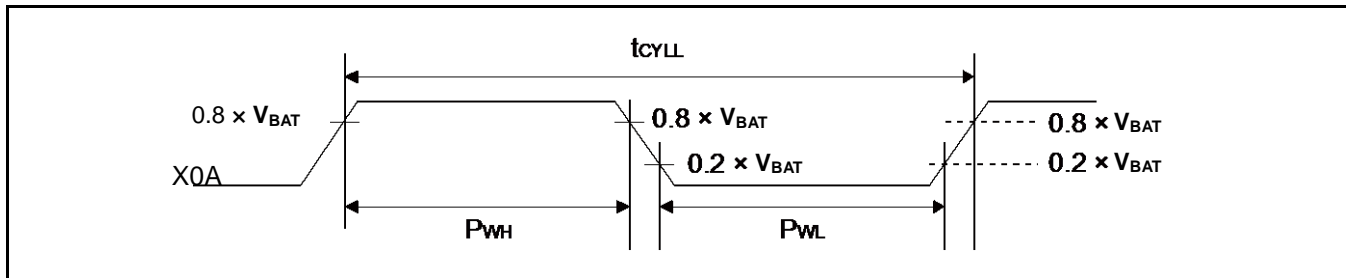 tCYLL
0.8 × VBAT
0.8 × VBAT
0.8 × VBAT
0.2 × VBAT
0.2 × VBAT
X0A
PWH
PWL